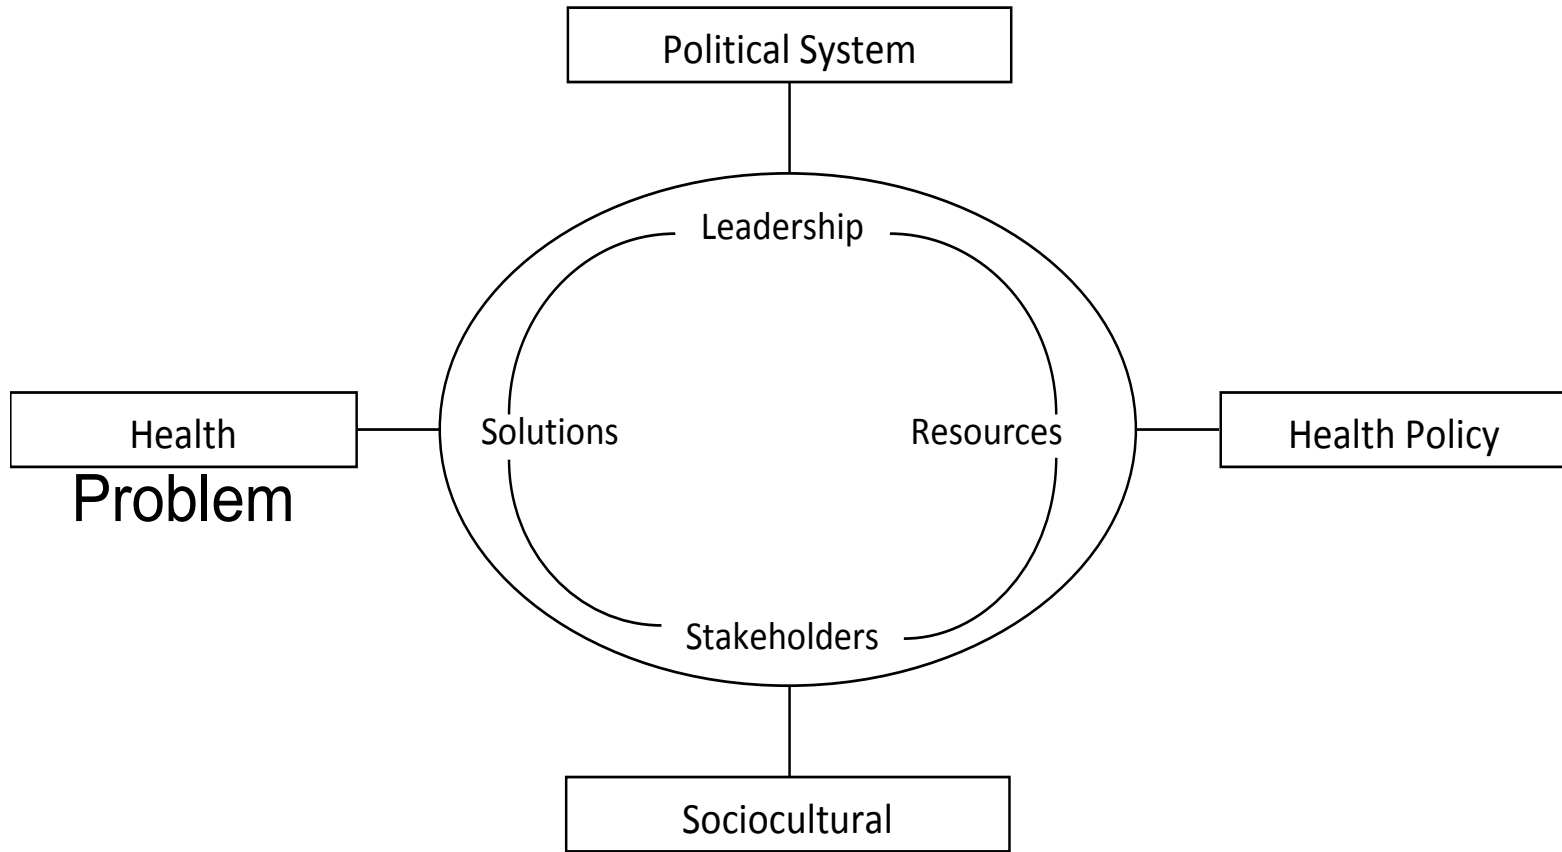 Political System
Leadership
Health
Problem
Solutions
Resources
Health Policy
Stakeholders
Sociocultural